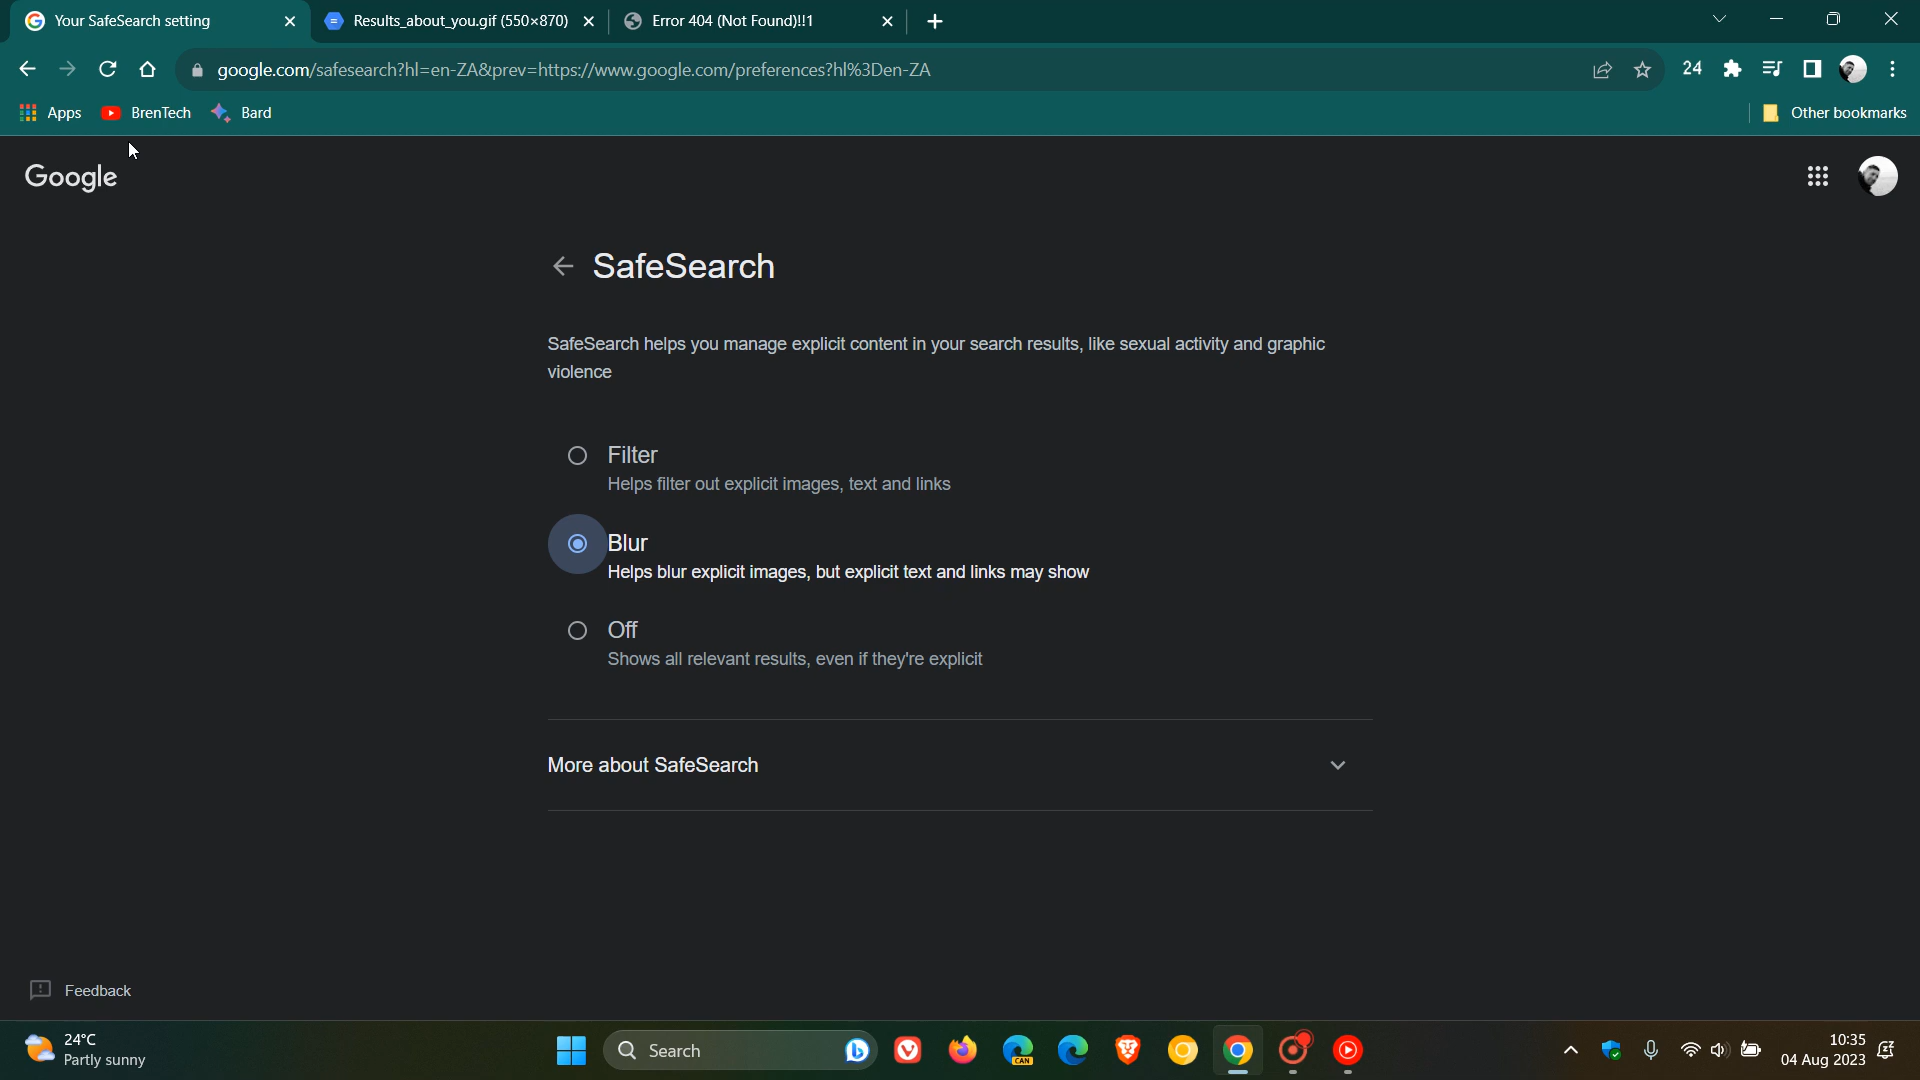 Your SafeSearch setting
Results_about_you.gif (550×870)
Error 404 (Not Found)!!1
google.com/safesearch?hl=en-ZA&prev=https://www.google.com/preferences?hl%3Den-ZA
24
Apps
BrenTech
Bard
Other bookmarks
Google
SafeSearch
SafeSearch helps you manage explicit content in your search results, like sexual activity and graphic
violence
Filter
Helps filter out explicit images, text and links
Blur
Helps blur explicit images, but explicit text and links may show
Off
Shows all relevant results, even if they're explicit
More about SafeSearch
Feedback
24°C
Partly sunny
Search
CAN
10:35
04 Aug 2023